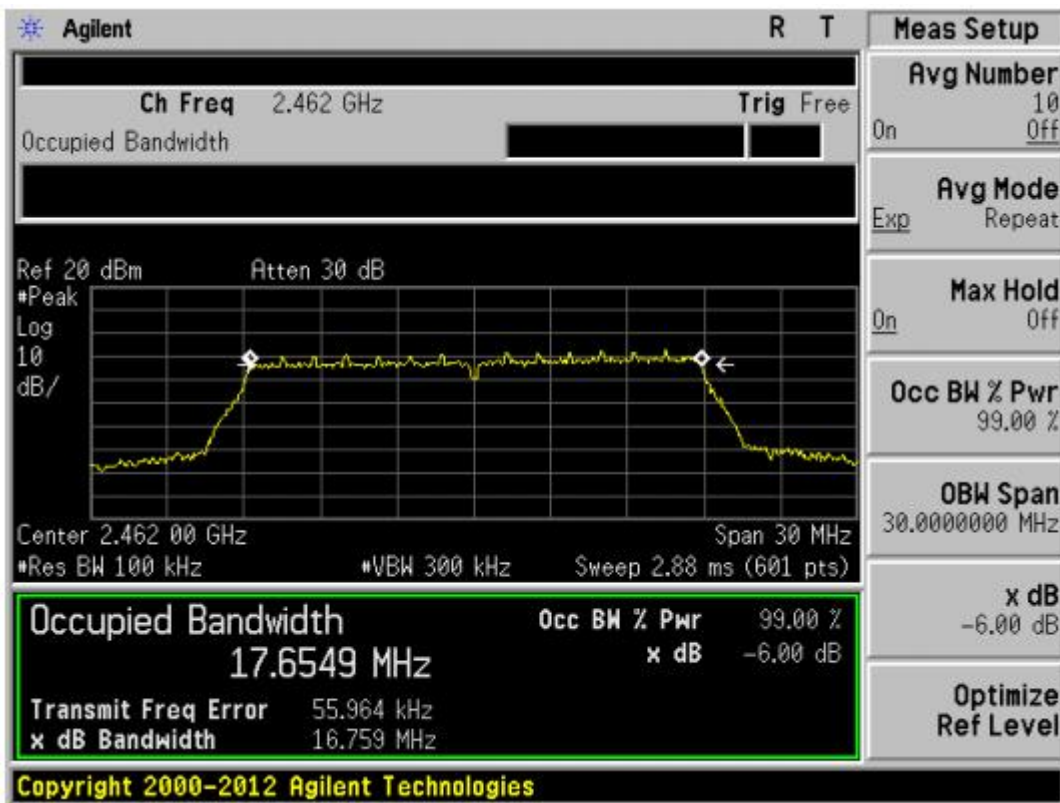 Agilent
R T
Ch Freq 2.462 GHz
Trig Free
Occupied Bandwidth
Ref 20 dBm
Atten 30 dB
#Peak
Log
10
dB/
Center 2.462 00 GHz
Span 30 MHz
#Res BW 100 kHz
#VBW 300 kHz
Sweep 2.88 ms (601 pts)
Occupied Bandwidth
17.6549 MHz
Occ BW % Pwr 99.00 %
x dB -6.00 dB
Transmit Freq Error 55.964 kHz
x dB Bandwidth 16.759 MHz
Meas Setup
Avg Number
10
On Off
Avg Mode
Exp Repeat
Max Hold
On Off
Occ BW % Pwr
99.00 %
OBW Span
30.0000000 MHz
x dB
-6.00 dB
Optimize
Ref Level
Copyright 2000-2012 Agilent Technologies